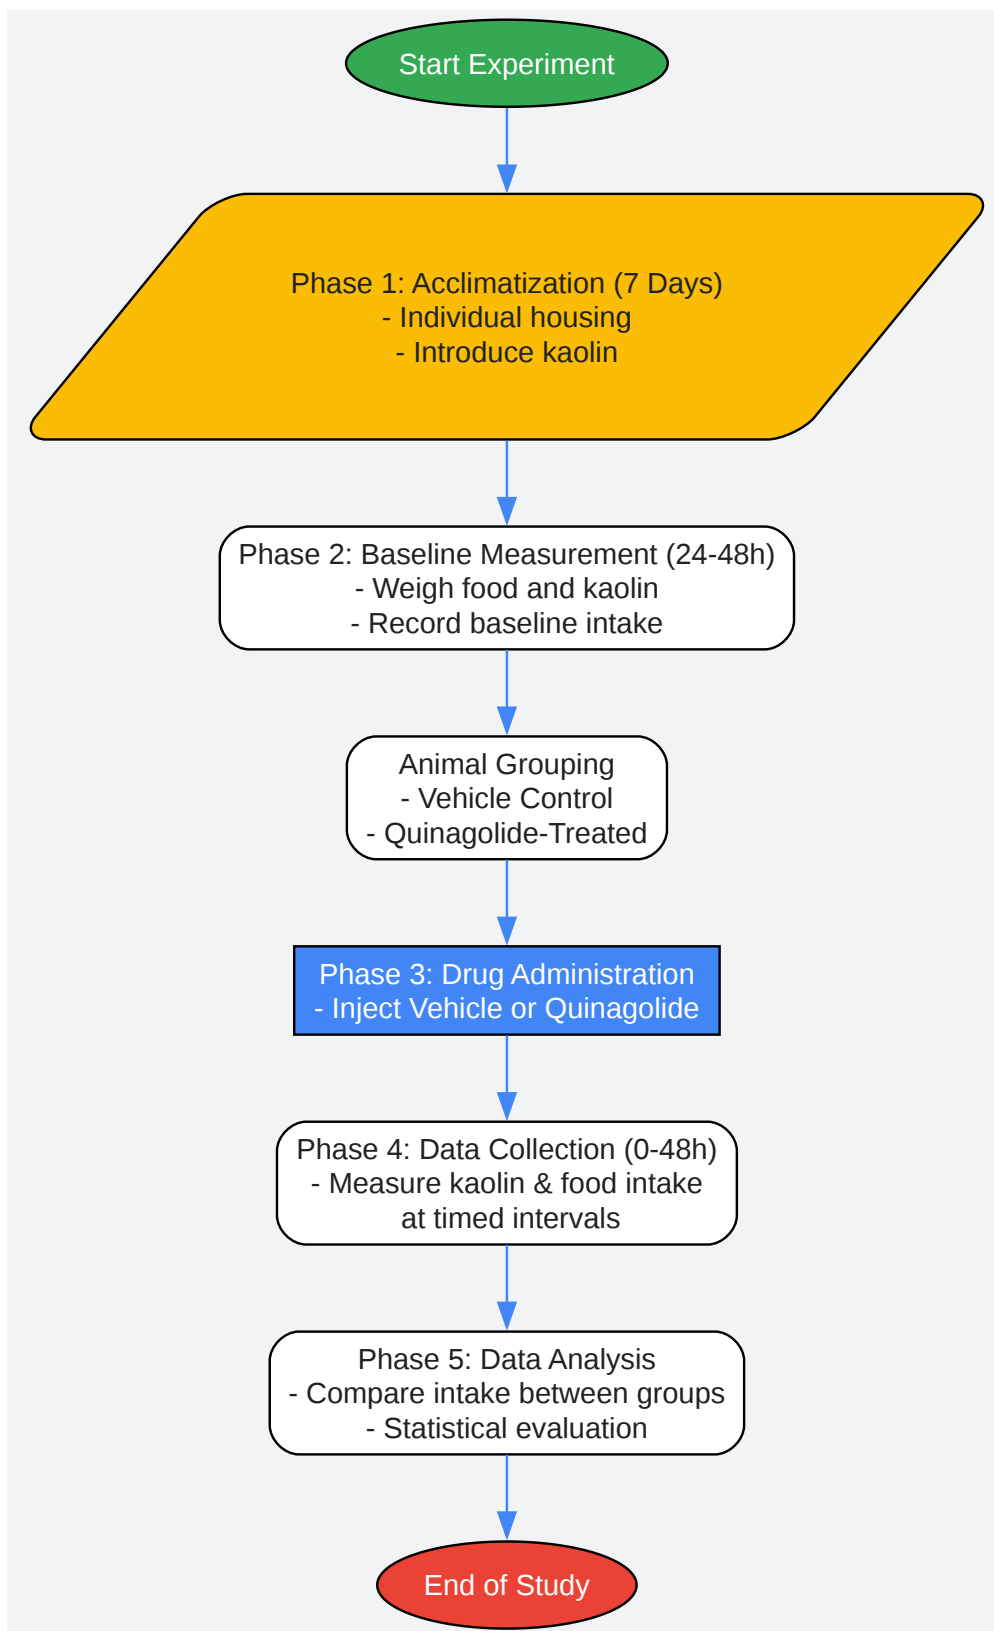 Start Experiment
Phase 1: Acclimatization (7 Days)
- Individual housing
- Introduce kaolin
Phase 2: Baseline Measurement (24-48h)
- Weigh food and kaolin
- Record baseline intake
Animal Grouping
- Vehicle Control
- Quinagolide-Treated
Phase 3: Drug Administration
- Inject Vehicle or Quinagolide
Phase 4: Data Collection (0-48h)
- Measure kaolin & food intake
at timed intervals
Phase 5: Data Analysis
- Compare intake between groups
- Statistical evaluation
End of Study